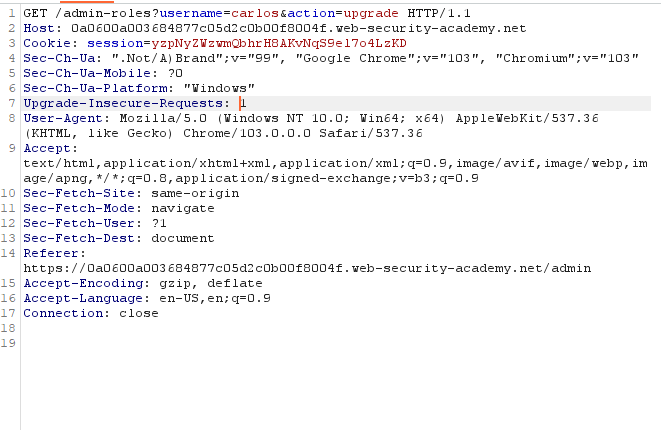 1 GET /admin-roles?username=carlos&action=upgrade HTTP/1.1
2 Host: 0a0600a003684877c05d2c0b00f8004f.web-security-academy.net
3 Cookie: session=yzpNyZWzwmQbhrH8AKvNqS9el7o4LzKD
4 Sec-Ch-Ua: ".Not/A)Brand";v="99", "Google Chrome";v="103", "Chromium";v="103"
5 Sec-Ch-Ua-Mobile: ?0
6 Sec-Ch-Ua-Platform: "Windows"
7 Upgrade-Insecure-Requests: 1
8 User-Agent: Mozilla/5.0 (Windows NT 10.0; Win64; x64) AppleWebKit/537.36
(KHTML, like Gecko) Chrome/103.0.0.0 Safari/537.36
9 Accept:
text/html,application/xhtml+xml,application/xml;q=0.9,image/avif,image/webp,im
age/apng,*/*;q=0.8,application/signed-exchange;v=b3;q=0.9
10 Sec-Fetch-Site: same-origin
11 Sec-Fetch-Mode: navigate
12 Sec-Fetch-User: ?1
13 Sec-Fetch-Dest: document
14 Referer:
https://0a0600a003684877c05d2c0b00f8004f.web-security-academy.net/admin
15 Accept-Encoding: gzip, deflate
16 Accept-Language: en-US,en;q=0.9
17 Connection: close
18
19